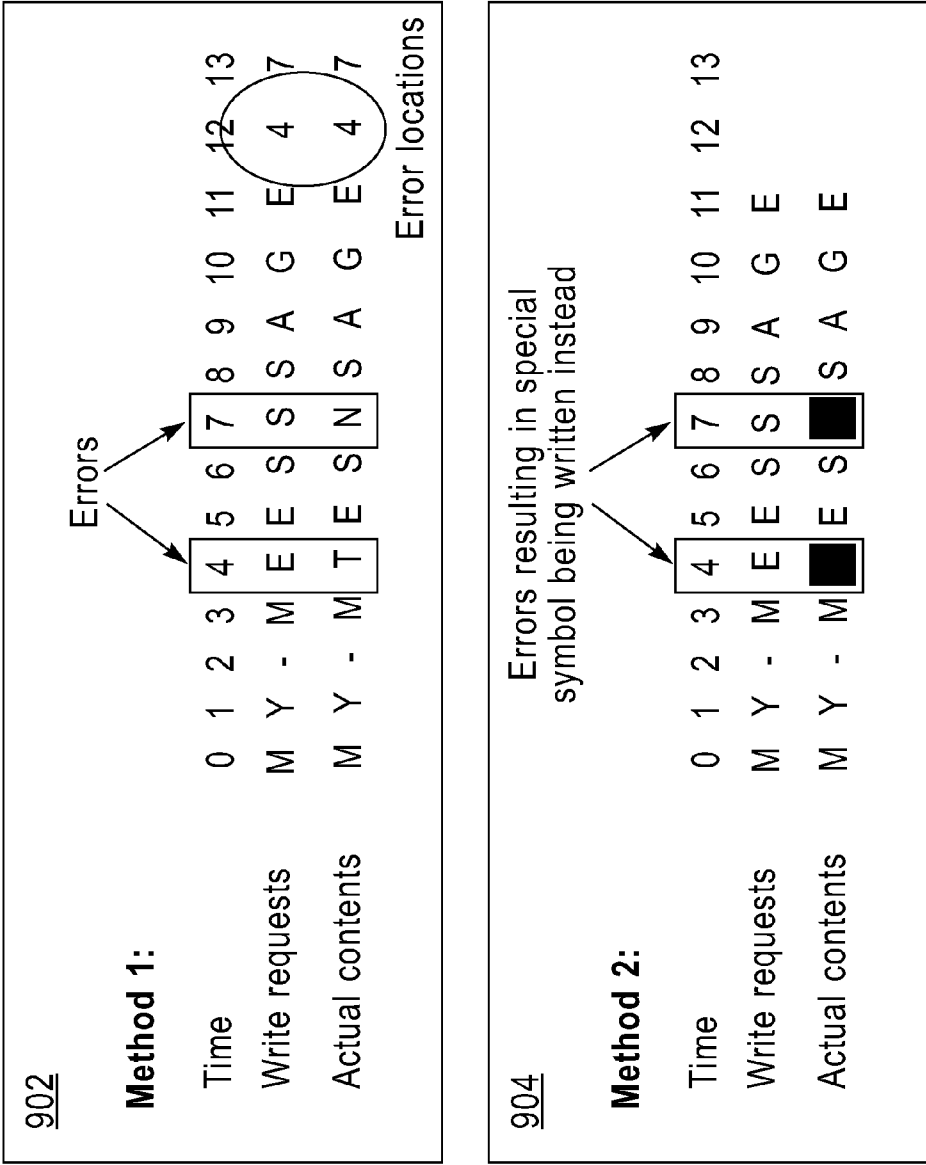 902
Method 1:
Errors
Time 0 1 2 3 4 5 6 7 8 9 10 11 12 13
Write requests M Y - M E E S S S A G E 4 7
Actual contents M Y - M T E S N S A G E 4 7
Error locations
904
Method 2:
Errors resulting in special
symbol being written instead
Time 0 1 2 3 4 5 6 7 8 9 10 11 12 13
Write requests M Y - M E E S S S A G E
Actual contents M Y - M E S S A G E